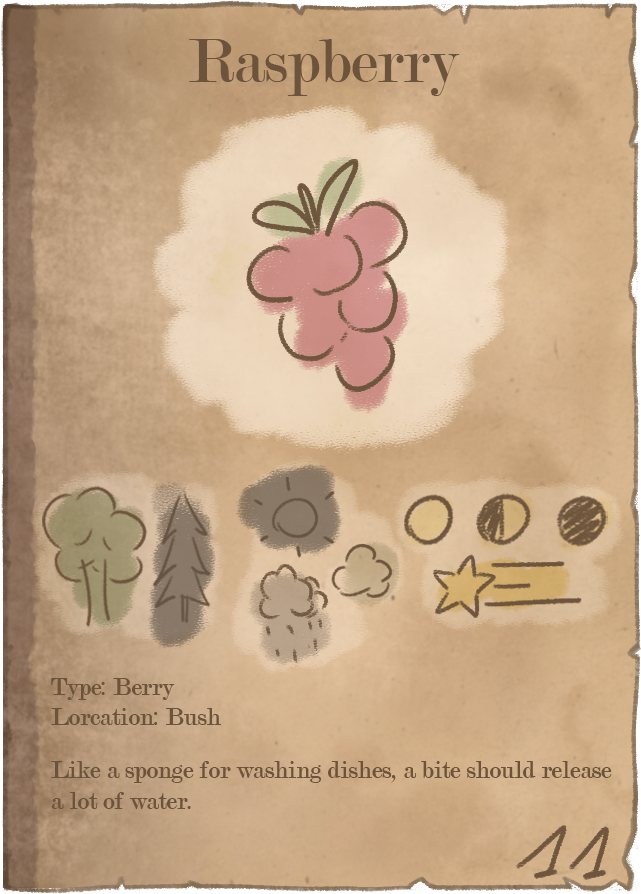 Raspberry
Type: Berry
Lorcation: Bush
Like a sponge for washing dishes, a bite should release
a lot of water.
11